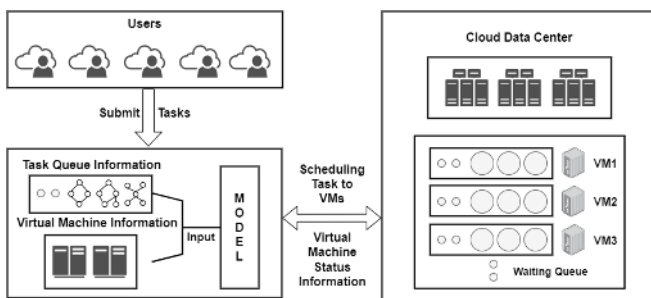 Users
Submit Tasks
Task Queue Information
Virtual Machine Information
Input
M
O
D
E
L
Scheduling
Task to
VMs
Virtual
Machine
Status
Information
Cloud Data Center
VM1
VM2
VM3
Waiting Queue